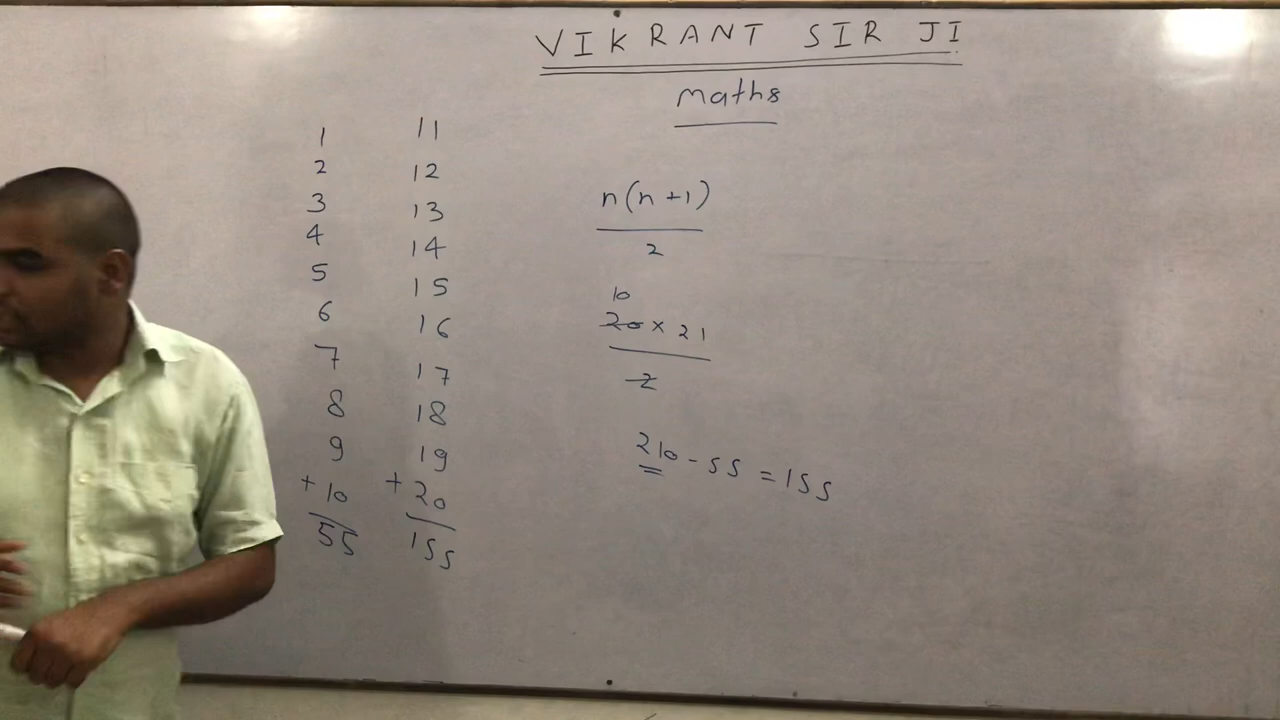 VIKRANT SIR JI
Maths
1 11
2 12
3 13
4 14
5 15
6 16
7 17
8 18
9 19
+10 +20
55 155
n(n+1)
2
10
20 × 21
2
210 - 55 = 155